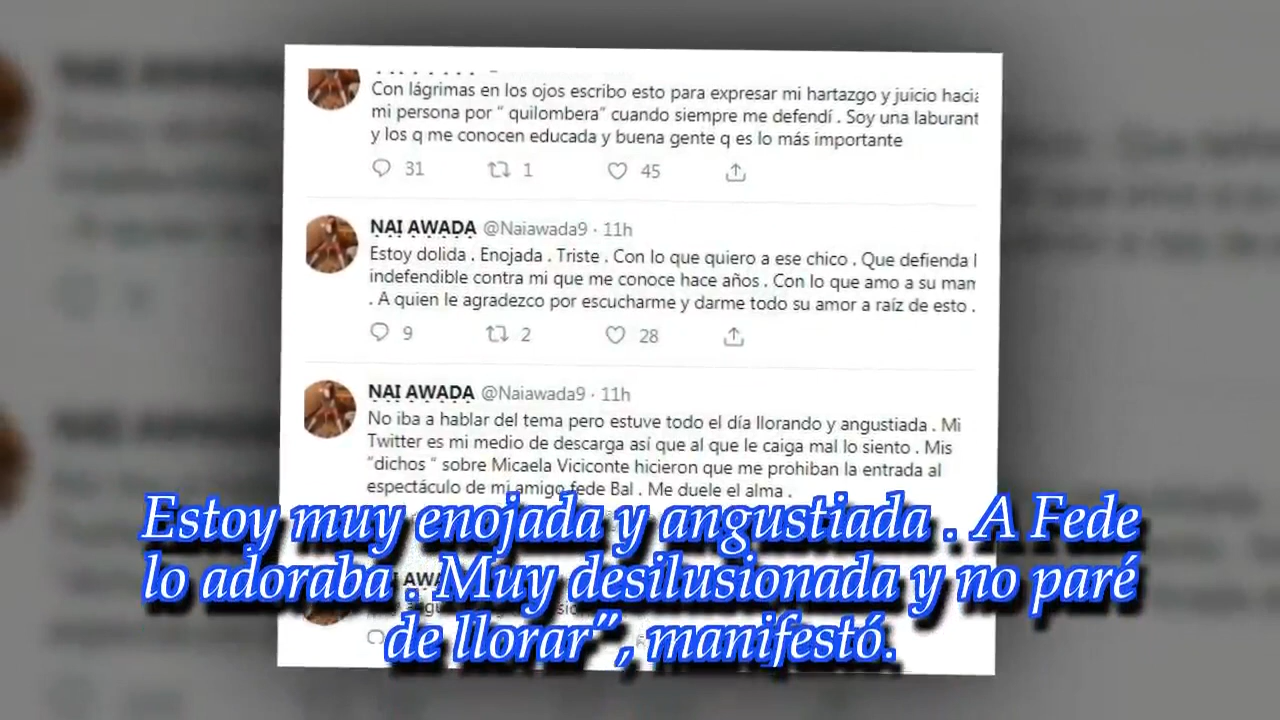 Con lágrimas en los ojos escribo esto para expresar mi hartazgo y juicio hacia
mi persona por “ quilombera” cuando siempre me defendí . Soy una laburant
y los q me conocen educada y buena gente q es lo más importante
31 1 45
NAI AWADA @Naiawada9 · 11h
Estoy dolida . Enojada . Triste . Con lo que quiero a ese chico . Que defienda l
indefendible contra mi que me conoce hace años . Con lo que amo a su mam
. A quien le agradezco por escucharme y darme todo su amor a raíz de esto .
9 2 28
NAI AWADA @Naiawada9 · 11h
No iba a hablar del tema pero estuve todo el día llorando y angustiada . Mi
Twitter es mi medio de descarga así que al que le caiga mal lo siento . Mis
“dichos “ sobre Micaela Viciconte hicieron que me prohiban la entrada al
espectáculo de mi amigo fede Bal . Me duele el alma .
Estoy muy enojada y angustiada . A Fede
lo adoraba . Muy desilusionada y no paré
de llorar”, manifestó.